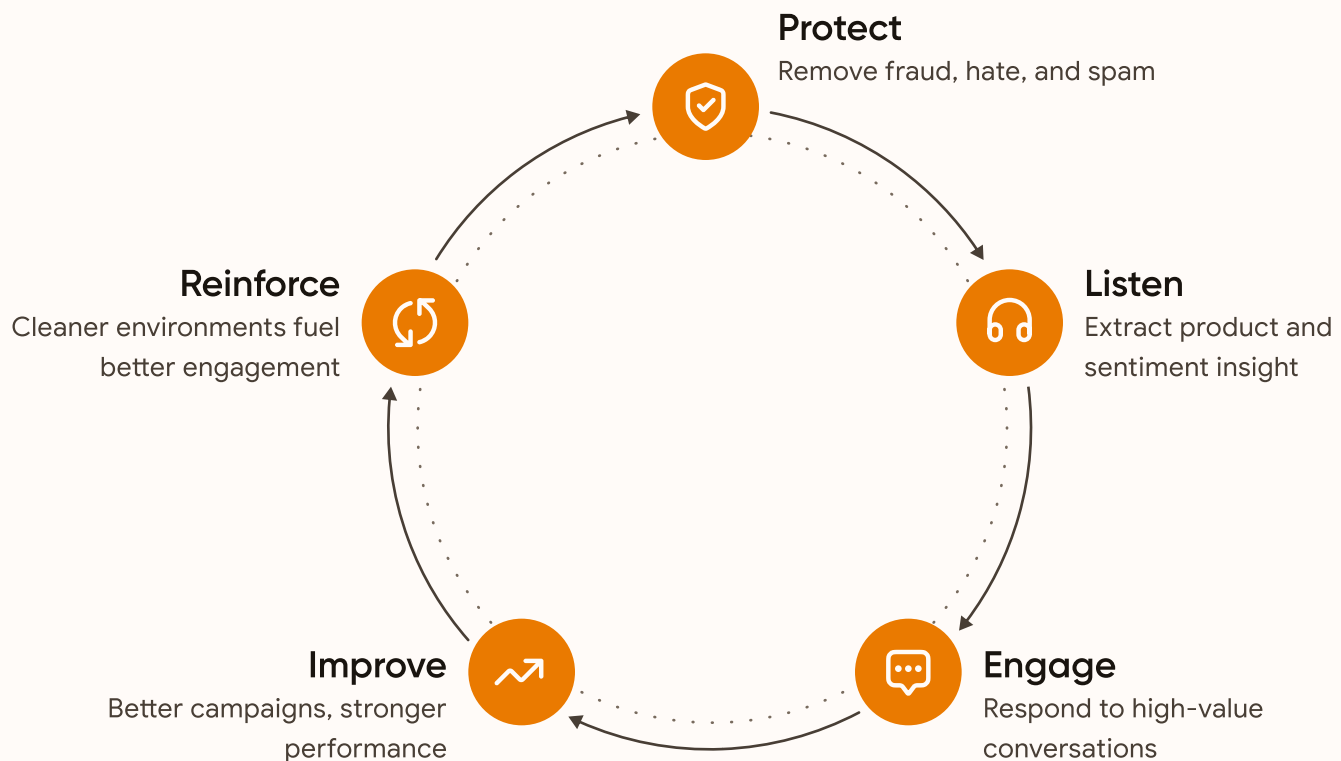 Protect
Remove fraud, hate, and spam
Listen
Extract product and
sentiment insight
Engage
Respond to high-value
conversations
Improve
Better campaigns, stronger
performance
Reinforce
Cleaner environments fuel
better engagement